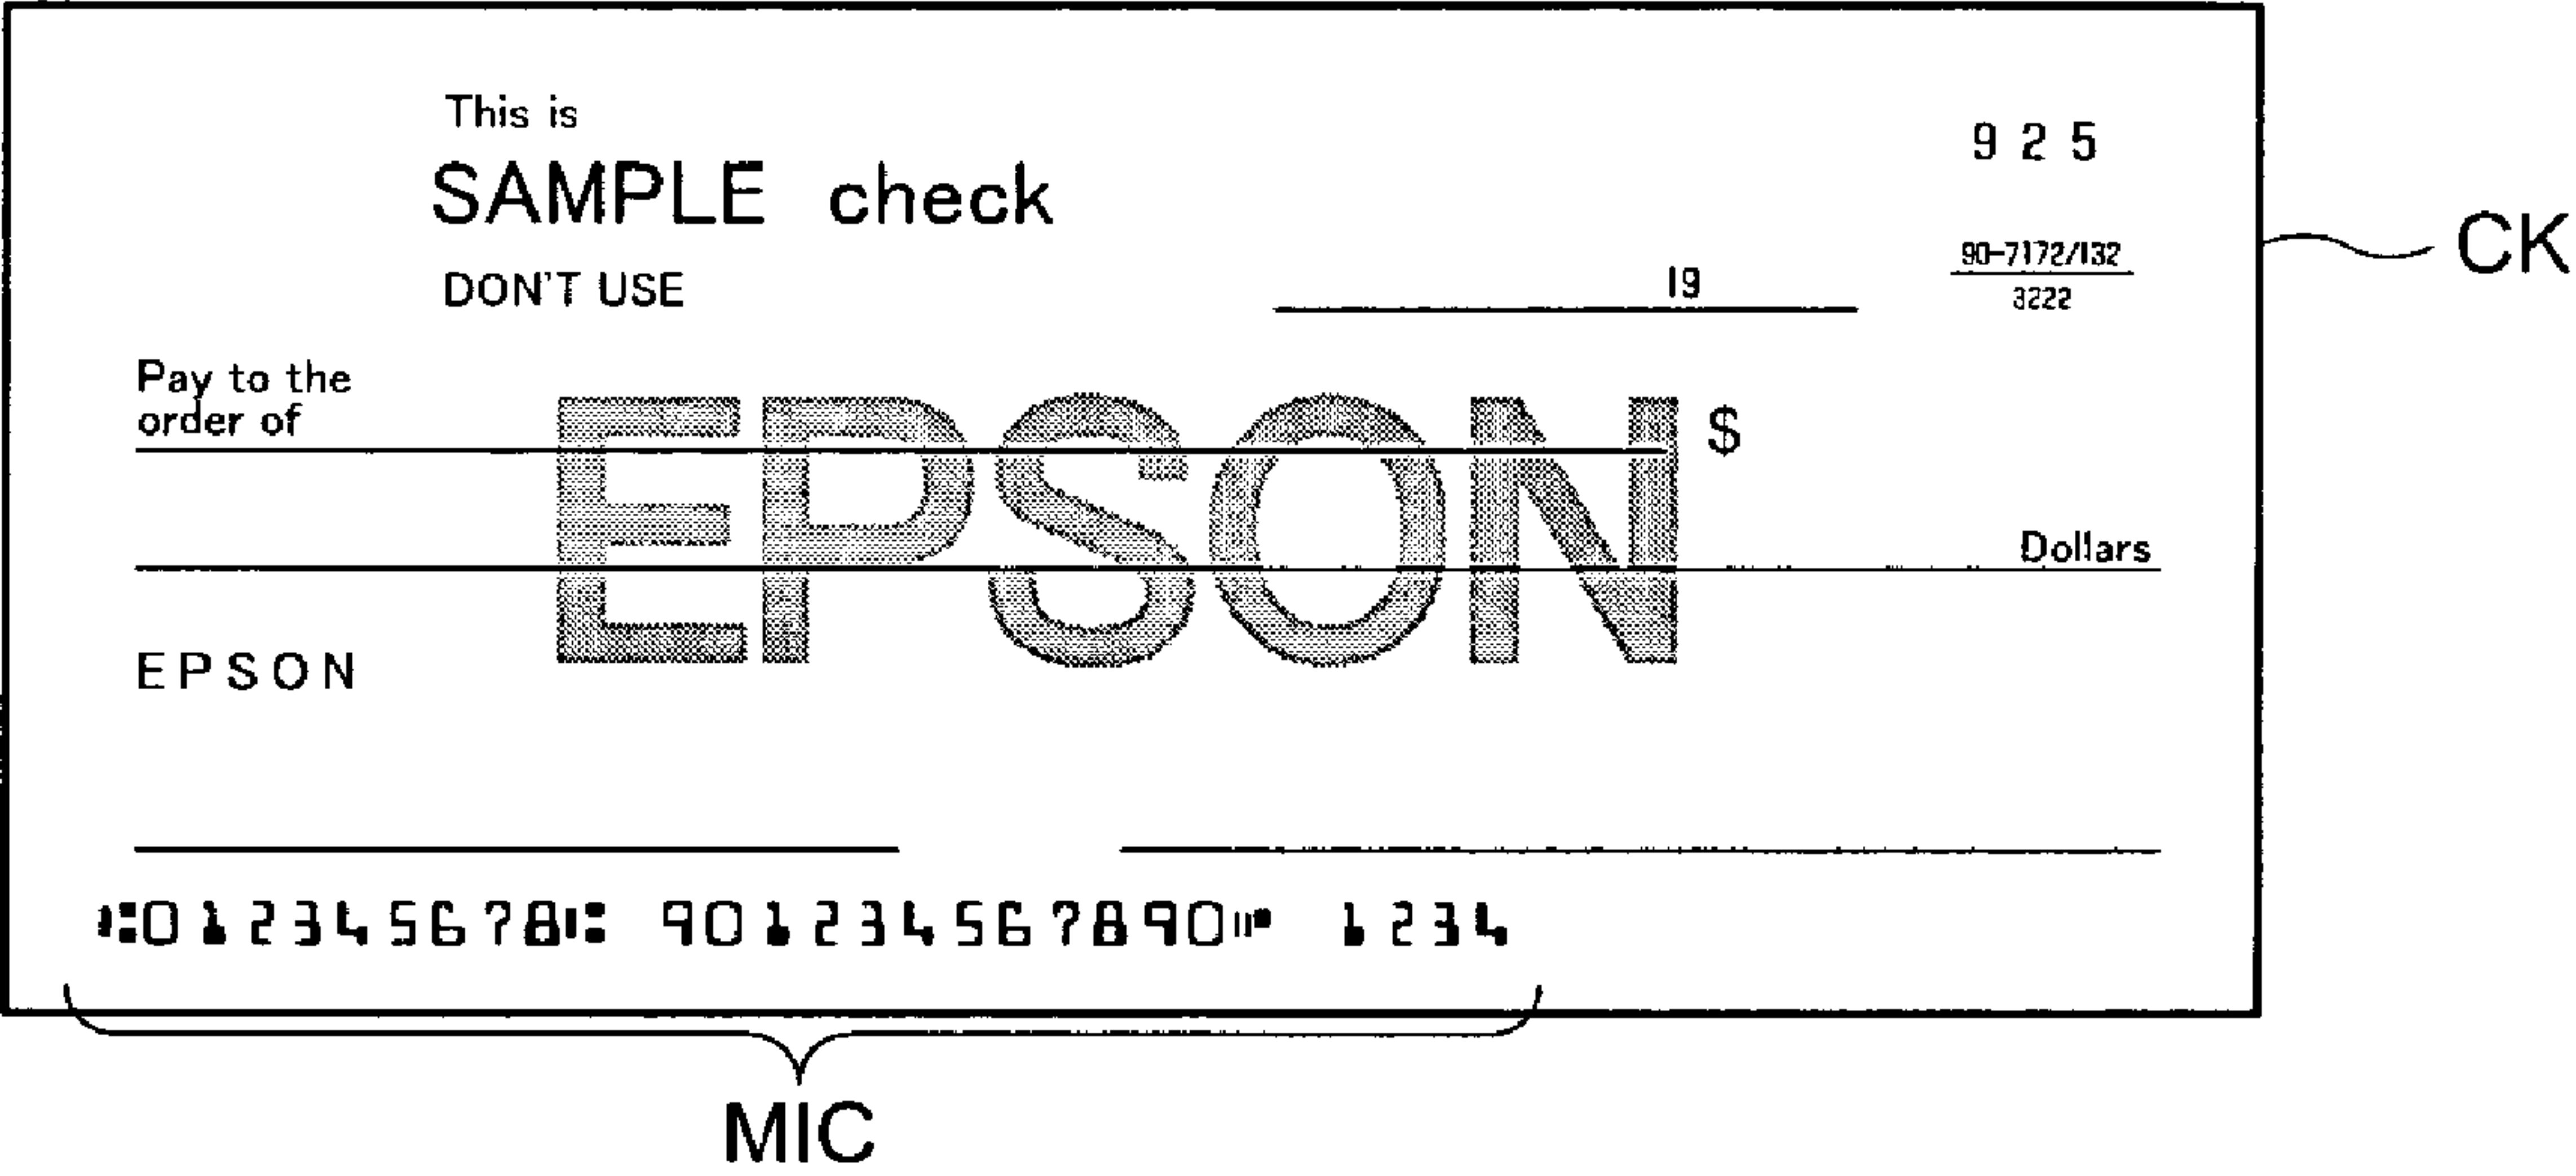 This is
925
SAMPLE check
CK
90-7172/132
DON'T USE
19
3222
Pay to the
order of
$
EPSON
Dollars
EPSON
⑆012345678⑆ 901234567890⑈ 1234
MIC